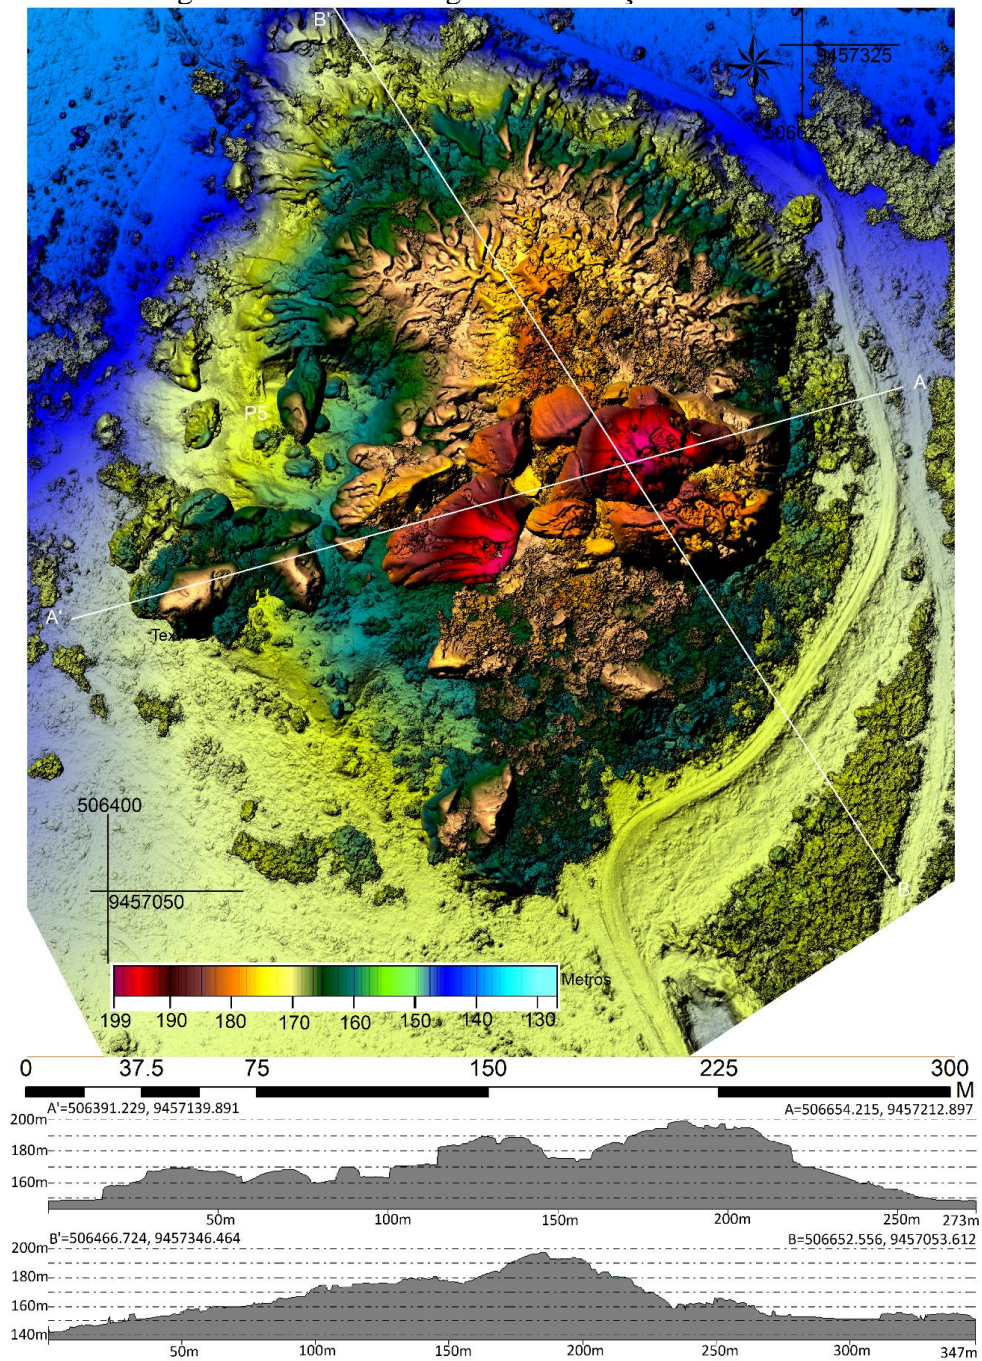 B'
9457325
506625
A
P5
A'
Tex
506400
9457050
B
Metros
199 190 180 170 160 150 140 130
0 37.5 75 150 225 300
M
A'=506391.229, 9457139.891 A=506654.215, 9457212.897
200m
180m
160m
50m 100m 150m 200m 250m 273m
B'=506466.724, 9457346.464 B=506652.556, 9457053.612
200m
180m
160m
140m
50m 100m 150m 200m 250m 300m 347m